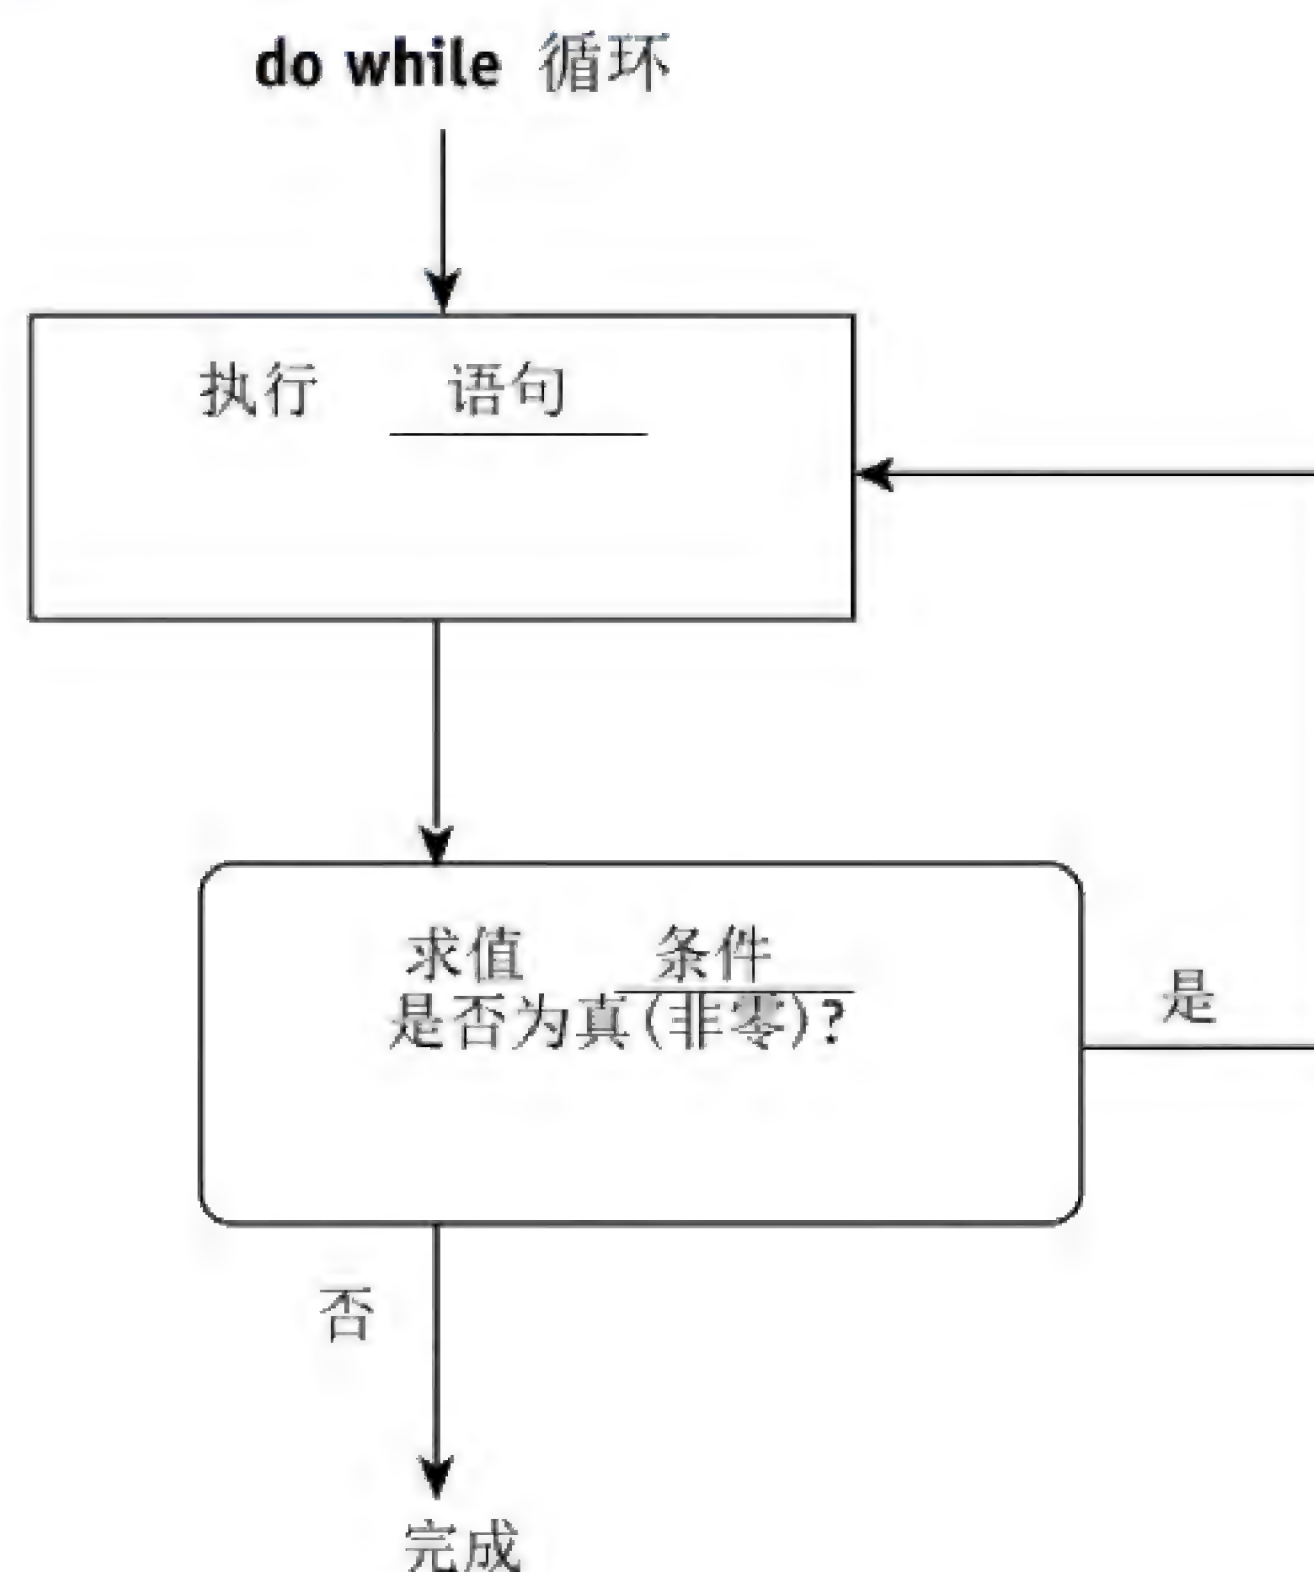 do while 循环
执行 语句
求值 条件
是否为真(非零)?
是
否
完成